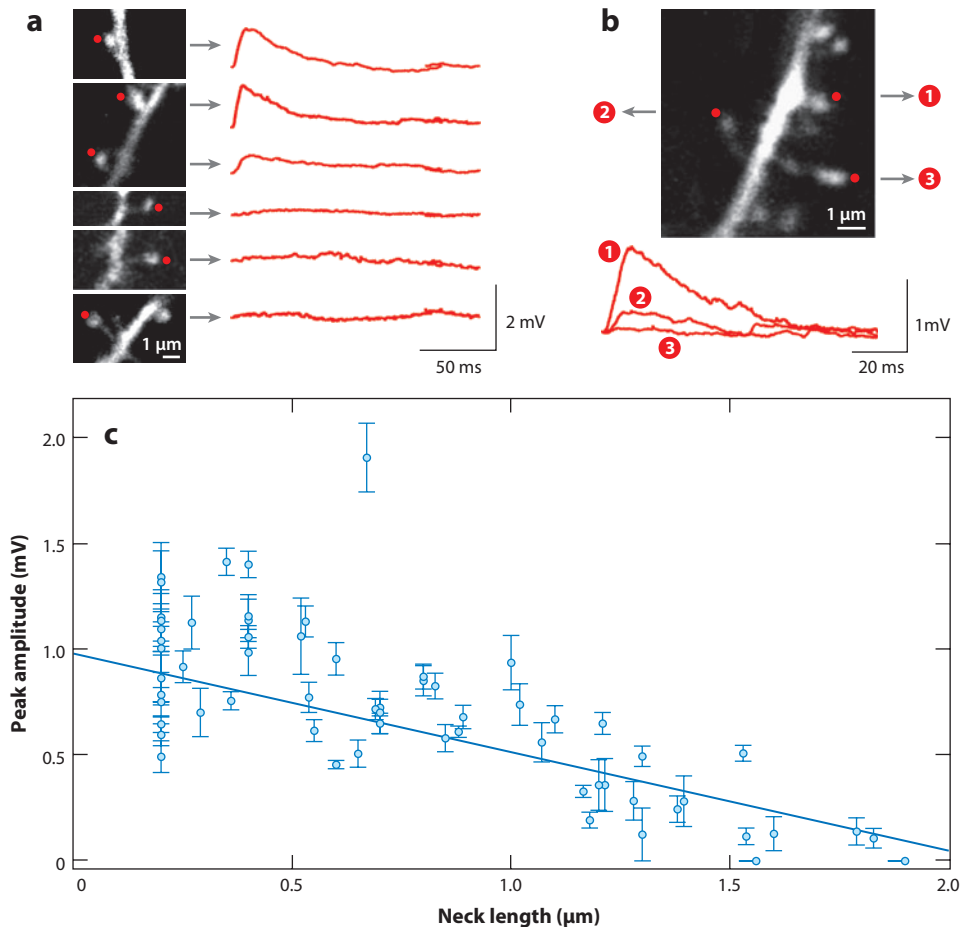 a
1 µm
2 mV
50 ms
b
1
2
3
1 µm
1
2
3
1mV
20 ms
c
2.0
1.5
1.0
0.5
0
Peak amplitude (mV)
0 0.5 1.0 1.5 2.0
Neck length (µm)